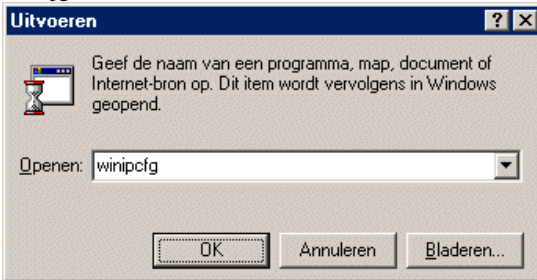 Uitvoeren
Geef de naam van een programma, map, document of
Internet-bron op. Dit item wordt vervolgens in Windows
geopend.
Openen: winipcfg
OK Annuleren Bladeren...